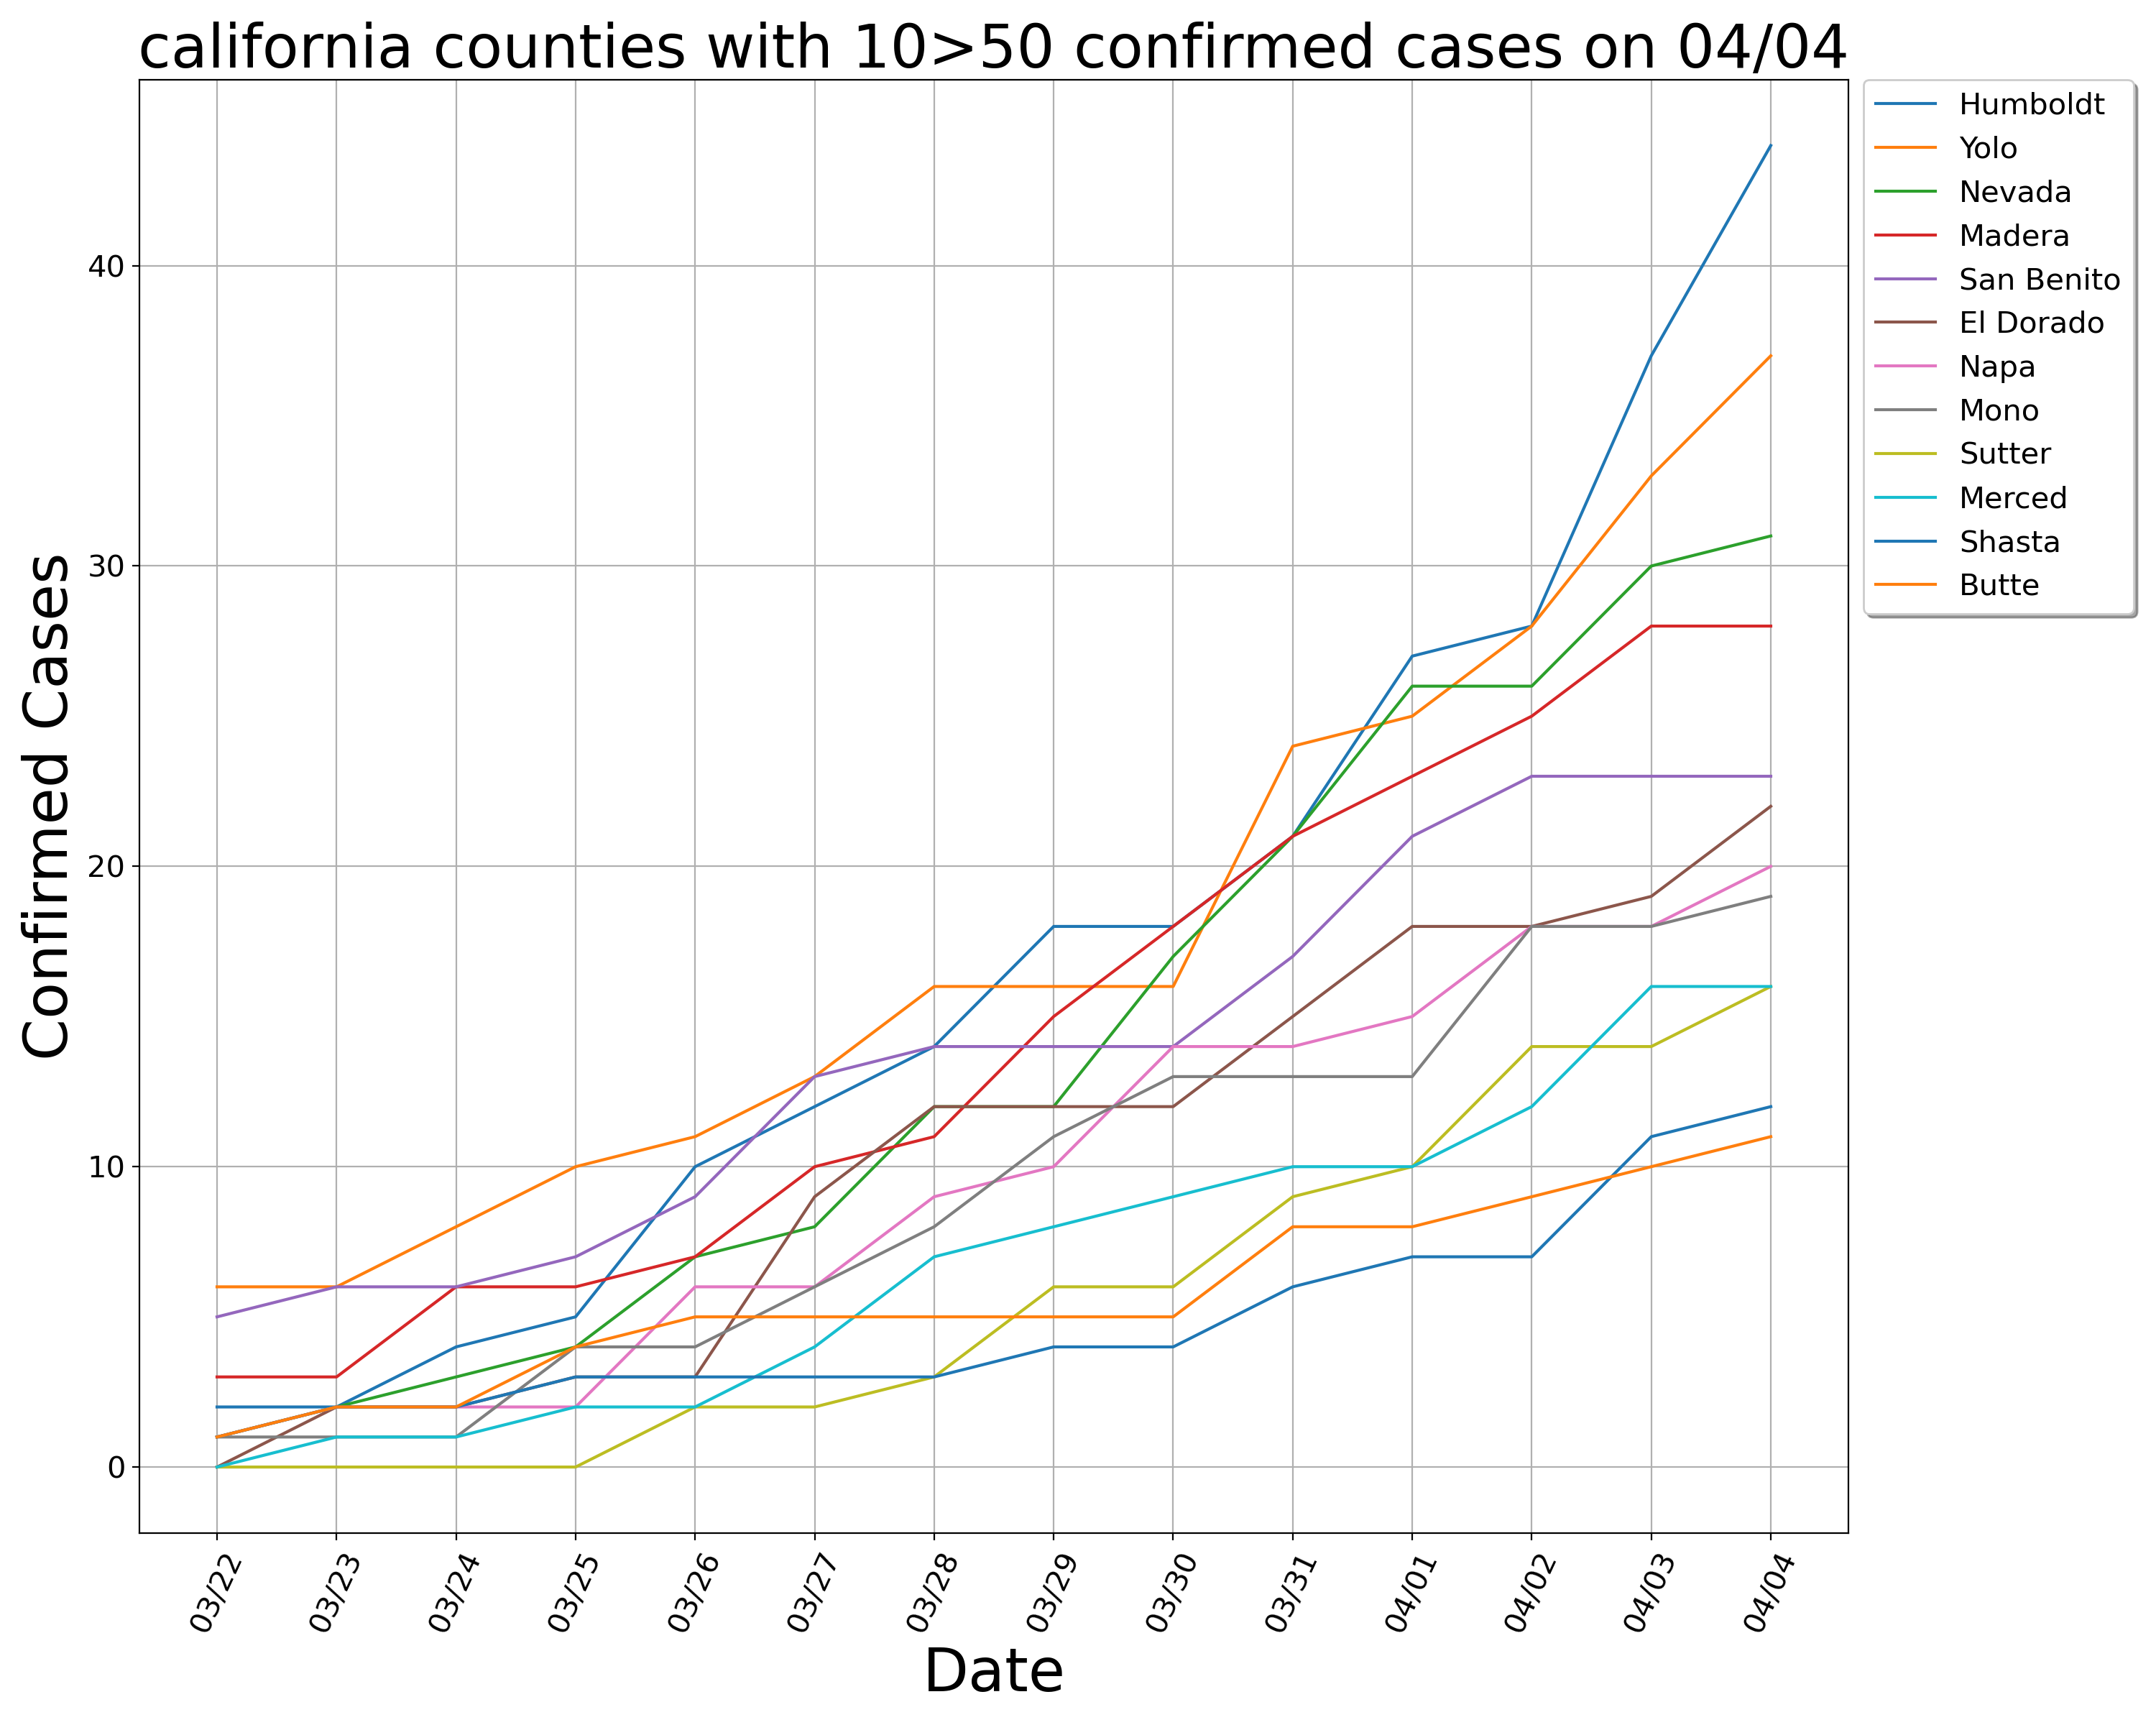 california counties with 10>50 confirmed cases on 04/04
Humboldt
Yolo
Nevada
Madera
San Benito
El Dorado
Napa
Mono
Sutter
Merced
Shasta
Butte
Confirmed Cases
40
30
20
10
0
03/22
03/23
03/24
03/25
03/26
03/27
03/28
03/29
03/30
03/31
04/01
04/02
04/03
04/04
Date